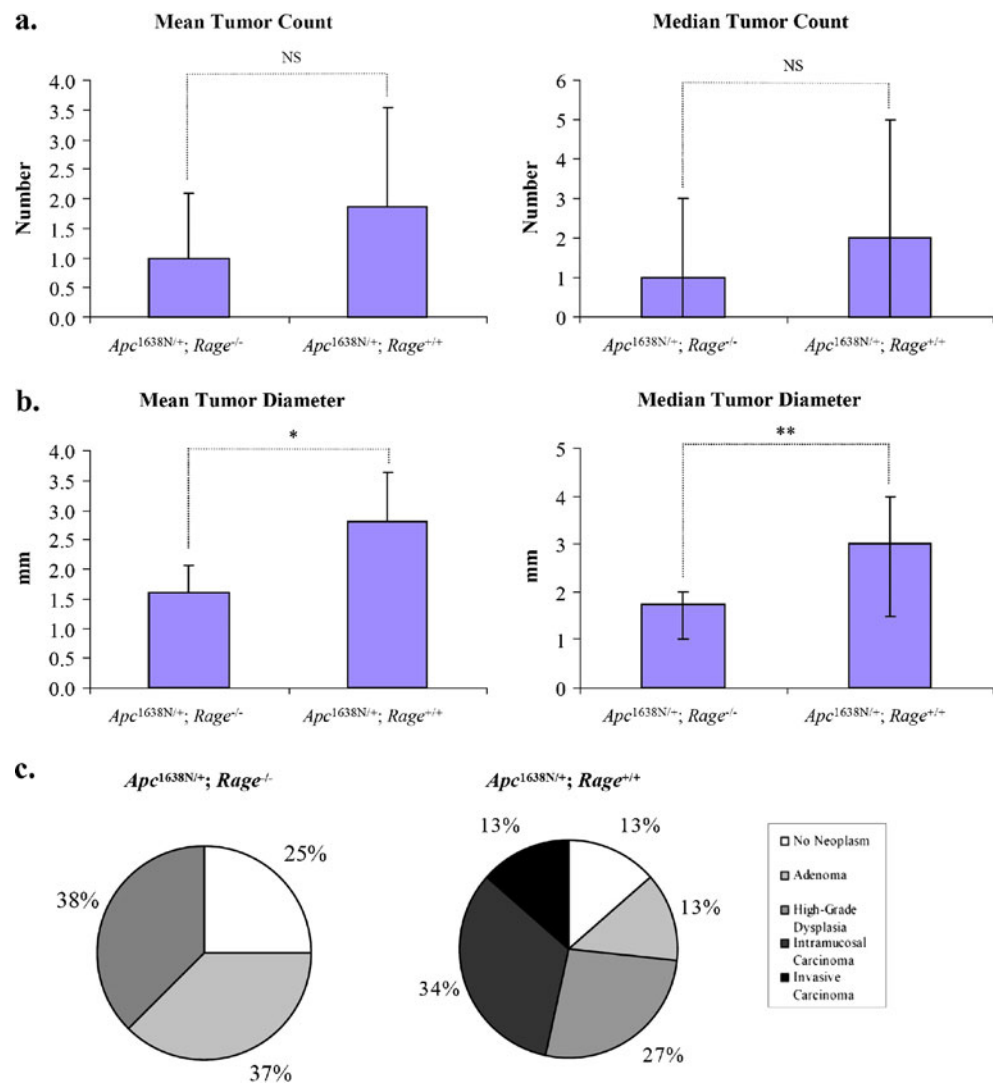 a.
Mean Tumor Count
NS
Number
4.0
3.5
3.0
2.5
2.0
1.5
1.0
0.5
0.0
Apc1638N/+; Rage-/-
Apc1638N/+; Rage+/+
Median Tumor Count
NS
Number
6
5
4
3
2
1
0
Apc1638N/+; Rage-/-
Apc1638N/+; Rage+/+
b.
Mean Tumor Diameter
*
mm
4.0
3.5
3.0
2.5
2.0
1.5
1.0
0.5
0.0
Apc1638N/+; Rage-/-
Apc1638N/+; Rage+/+
Median Tumor Diameter
**
mm
5
4
3
2
1
0
Apc1638N/+; Rage-/-
Apc1638N/+; Rage+/+
c.
Apc1638N/+; Rage-/-
25%
38%
37%
Apc1638N/+; Rage+/+
13%
13%
13%
34%
27%
No Neoplasm
Adenoma
High-Grade
Dysplasia
Intramucosal
Carcinoma
Invasive
Carcinoma